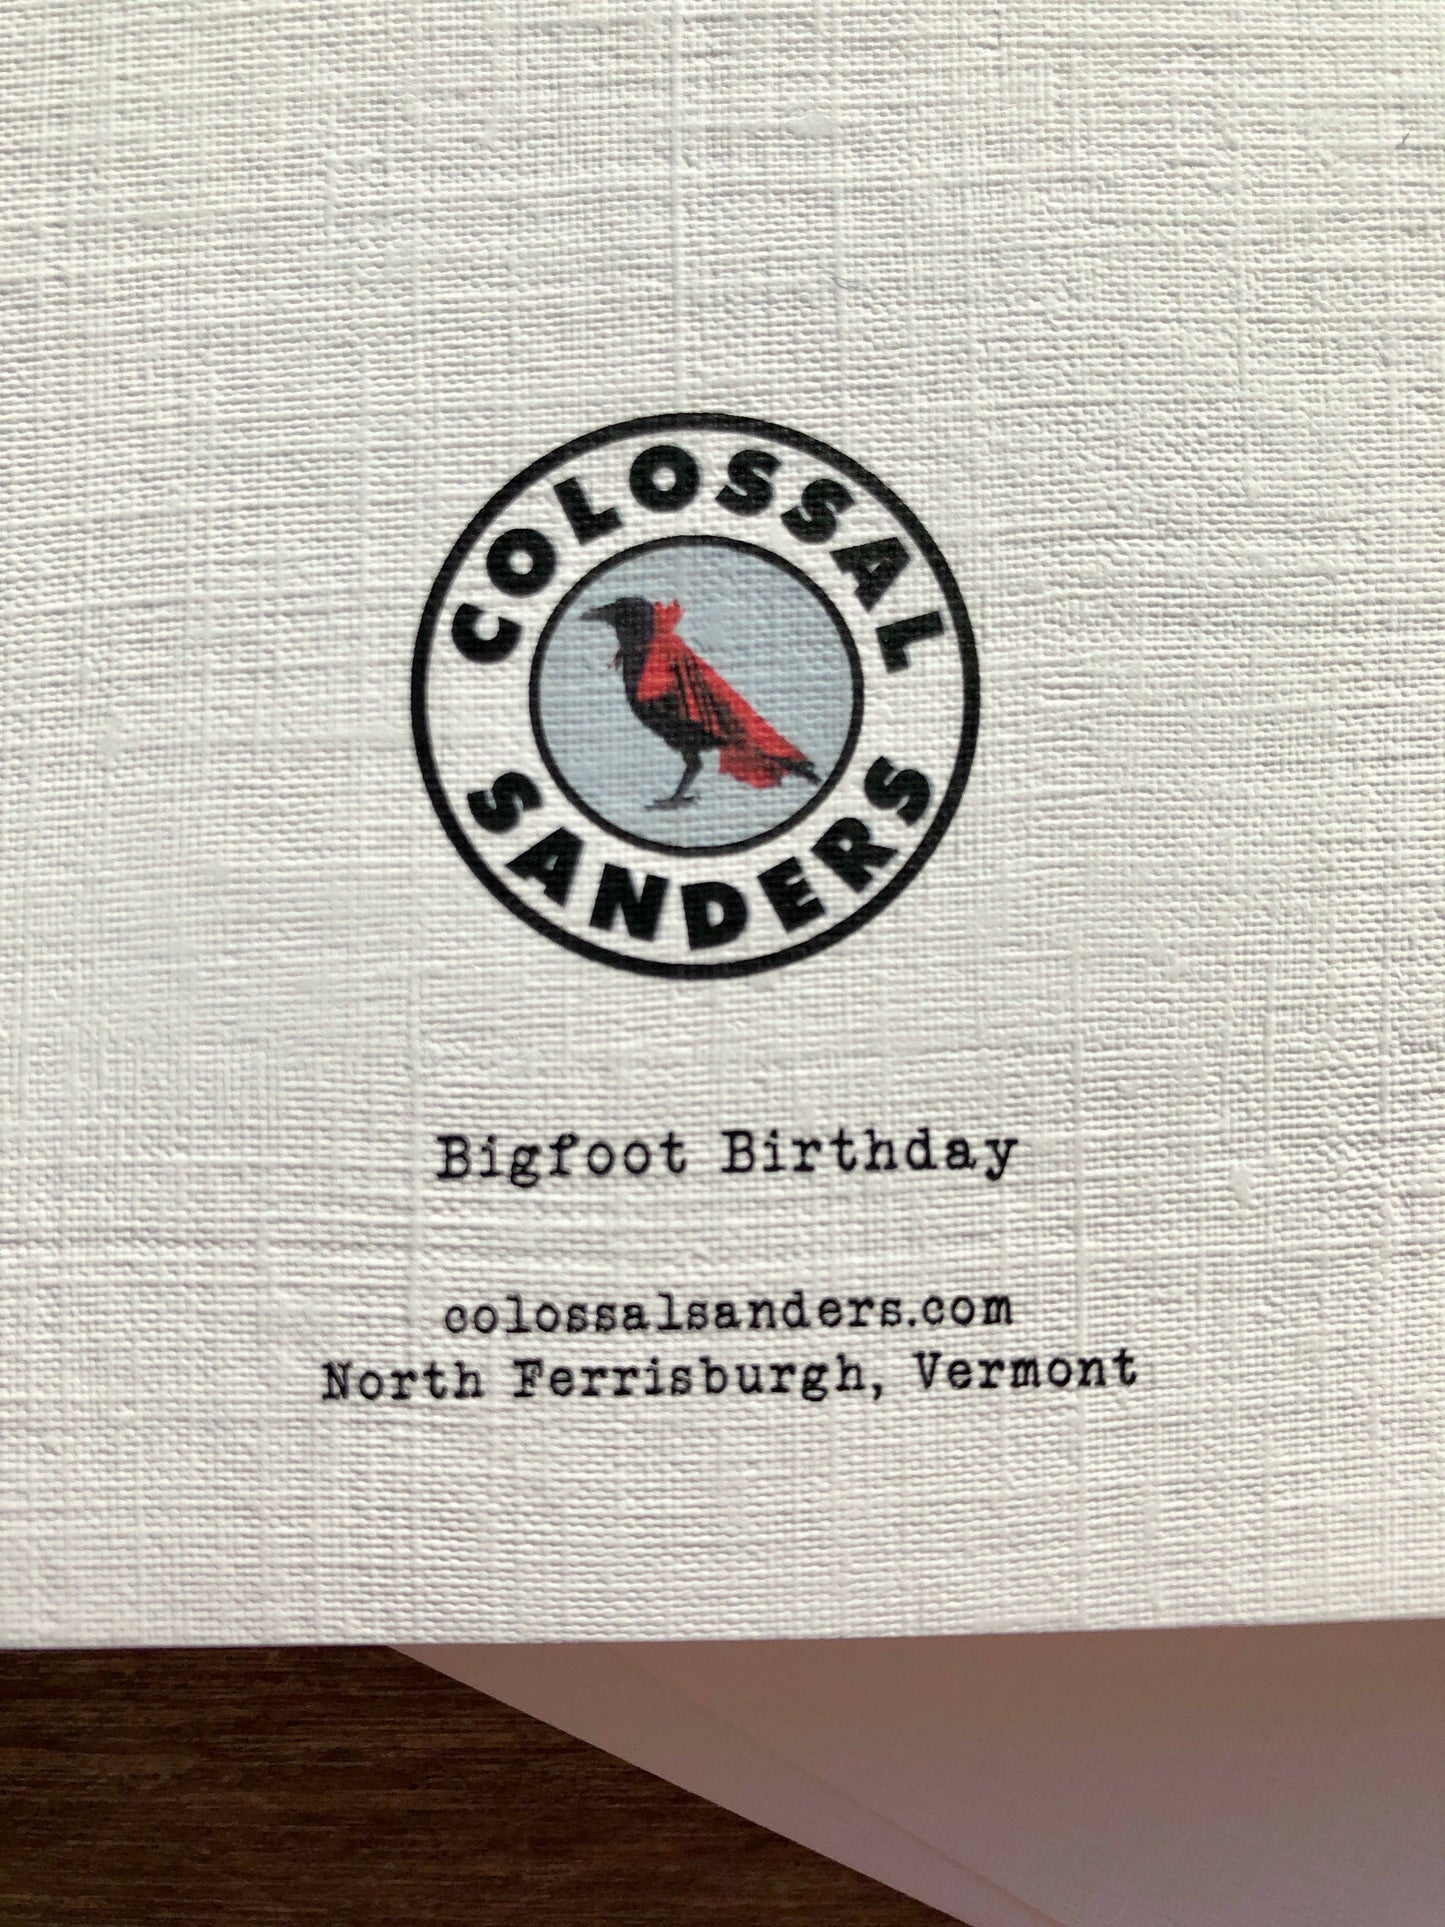 COLOSSAL
SANDERS
Bigfoot Birthday
colossalsanders.com
North Ferrisburgh, Vermont